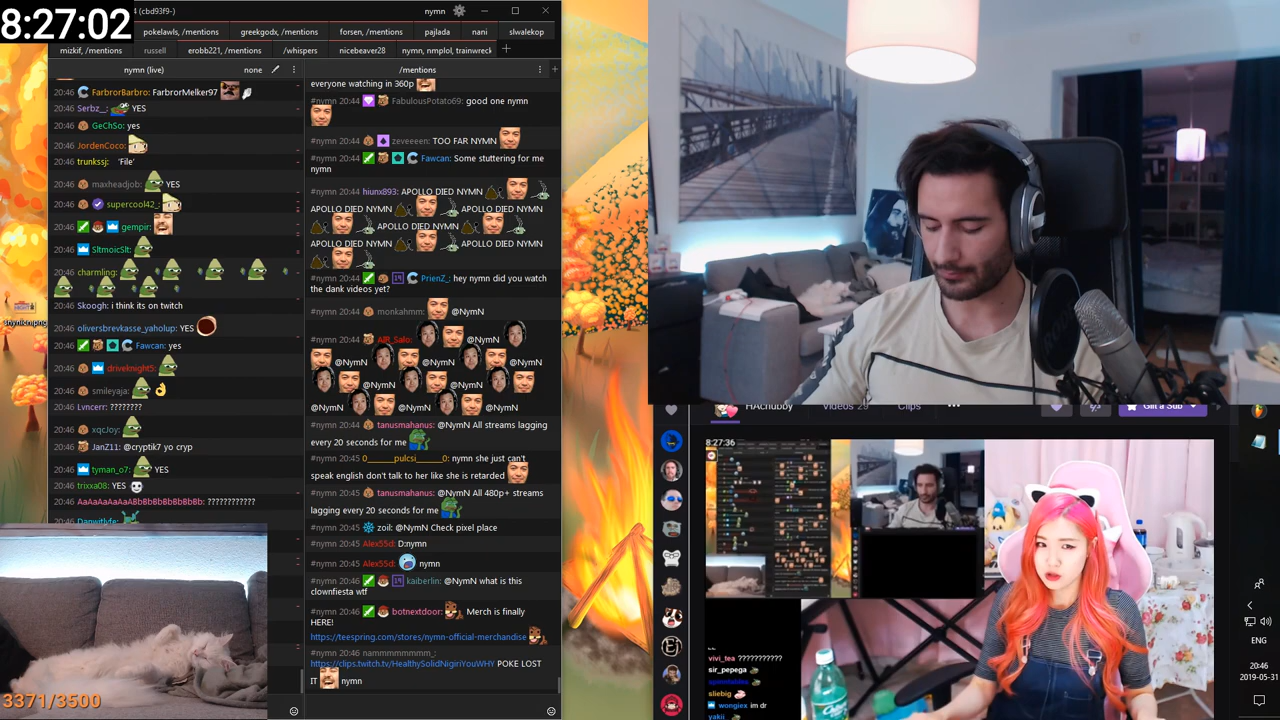 8:27:02
(cbd93f9-)
nymn
pokelawls, /mentions
greekgodx, /mentions
forsen, /mentions
pajlada
nani
slwalekop
mizkif, /mentions
russell
erobb221, /mentions
/whispers
nicebeaver28
nymn, nmplol, trainwreck
nymn (live)
none
/mentions
20:46 FarbrorBarbro: FarbrorMelker97
Serbz__: YES
20:46 GeChSo: yes
20:46 JordenCoco:
20:46 trunkssj: 'File'
20:46 maxheadjob: YES
20:46 supercool42_:
20:46 gempir:
20:46 SltmoicSlt:
20:46 charmling:
20:46 Skoogh: i think its on twitch
20:46 oliversbrevkasse_yaholup: YES
20:46 Fawcan: yes
20:46 driveknight5:
20:46 smileyaja:
20:46 Lvncerr: ????????
20:46 xqcJoy:
20:46 JanZ11: @cryptik7 yo cryp
20:46 tyman_o7: YES
20:46 trixxa08: YES
20:46 AaAaAaAaAaABbBbBbBbBbBbBb: ????????????
20:46
everyone watching in 360p
#nymn 20:44 FabulousPotato69: good one nymn
#nymn 20:44 zeveeeen: TOO FAR NYMN
#nymn 20:44 Fawcan: Some stuttering for me
nymn
#nymn 20:44 hiunx893: APOLLO DIED NYMN
APOLLO DIED NYMN APOLLO DIED NYMN
APOLLO DIED NYMN APOLLO DIED NYMN
APOLLO DIED NYMN APOLLO DIED NYMN
#nymn 20:44 PrienZ_: hey nymn did you watch
the dank videos yet?
#nymn 20:44 monkahmm: @NymN
#nymn 20:44 AIR_Salo: @NymN
@NymN @NymN
@NymN @NymN
@NymN @NymN
#nymn 20:44 tanusmahanus: @NymN All streams lagging
every 20 seconds for me
#nymn 20:45 0_______pulcsi______0: nymn she just can't
speak english don't talk to her like she is retarded
#nymn 20:45 tanusmahanus: @NymN All 480p+ streams
lagging every 20 seconds for me
#nymn 20:45 zoil: @NymN Check pixel place
#nymn 20:45 Alex55d: D:nymn
#nymn 20:45 Alex55d: nymn
#nymn 20:46 kaiberlin: @NymN what is this
clownfiesta wtf
#nymn 20:46 botnextdoor: Merch is finally
HERE!
https://teespring.com/stores/nymn-official-merchandise
#nymn 20:46 nammmmmmmm_:
https://clips.twitch.tv/HealthySolidNigiriYouWHY POKE LOST
IT nymn
3371/3500
HAchubby
Videos 29
Clips
Gift a Sub
8:27:36
vivi_tea ???????????
sir_pepega:
sliebig
wongiex im dr
yakii
ENG
20:46
2019-05-31